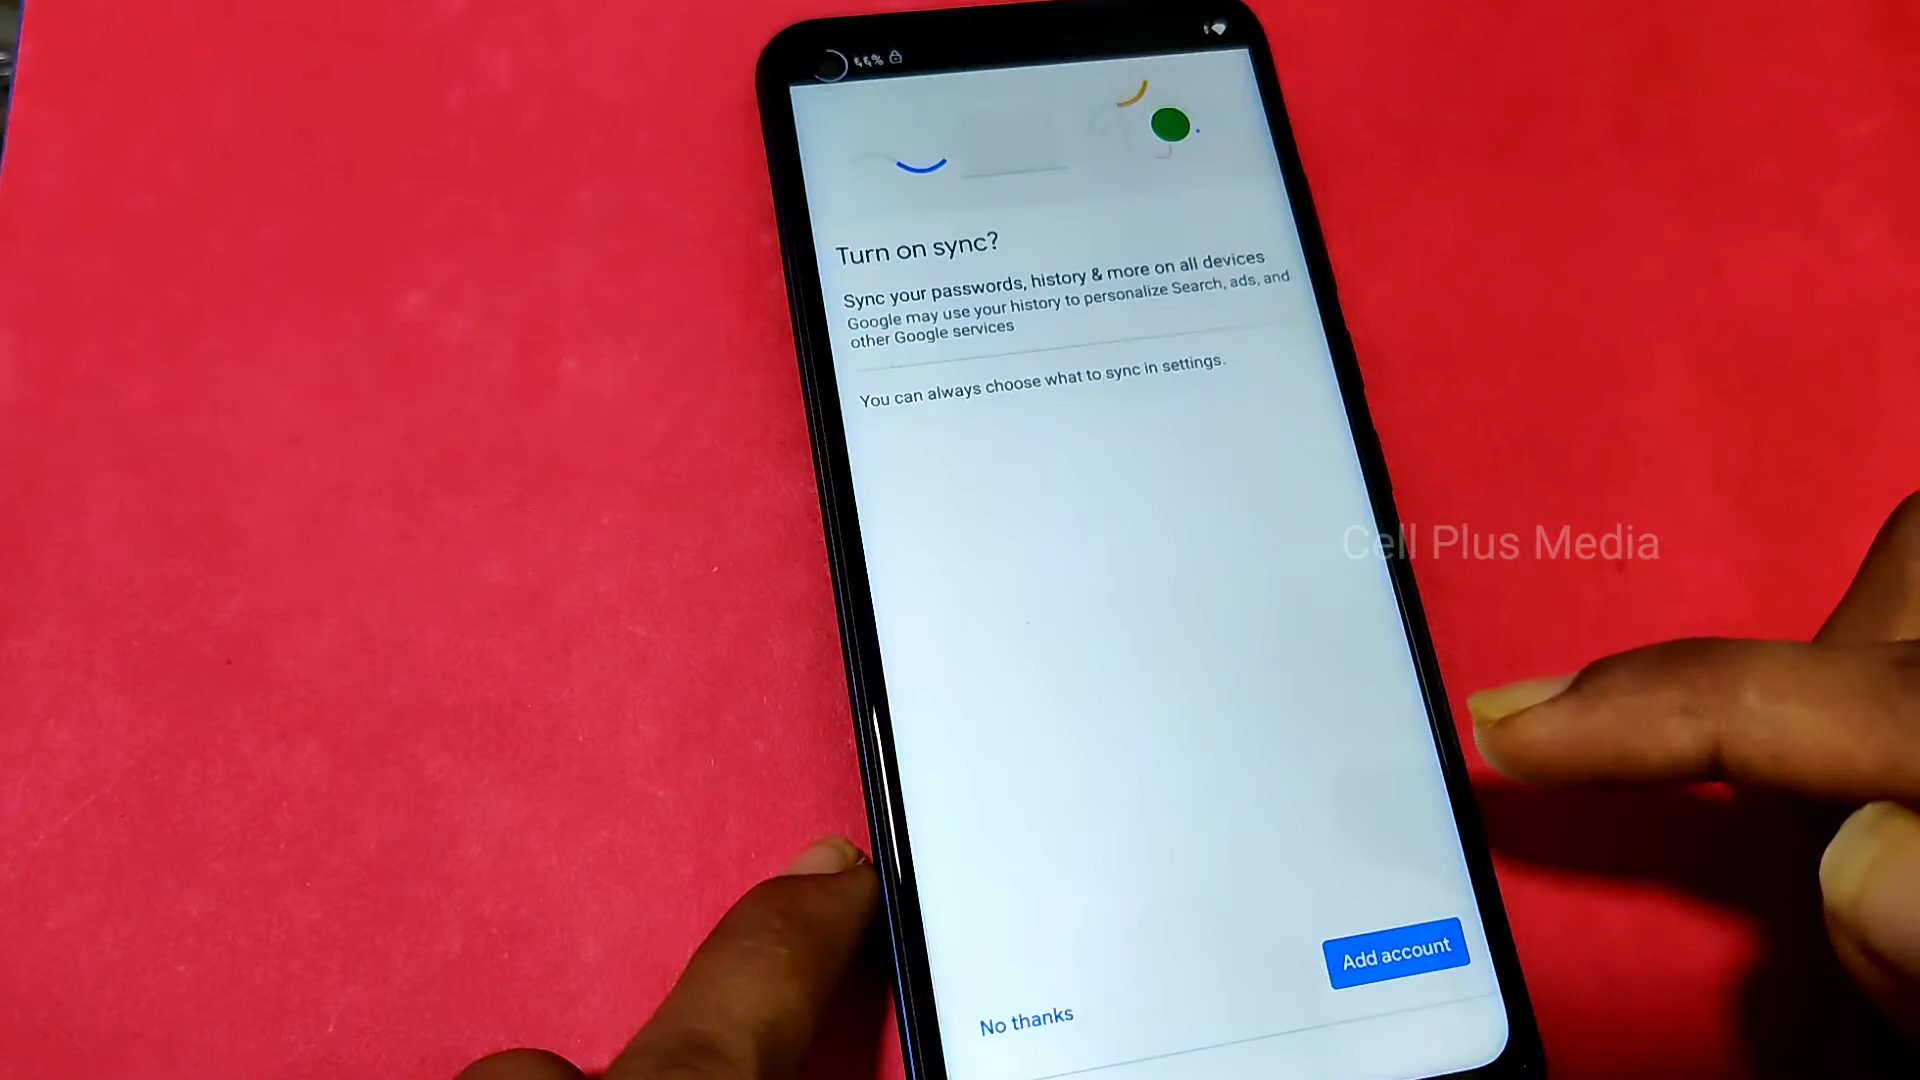 ६६%
Turn on sync?
Sync your passwords, history & more on all devices
Google may use your history to personalize Search, ads, and
other Google services
You can always choose what to sync in settings.
Cell Plus Media
Add account
No thanks